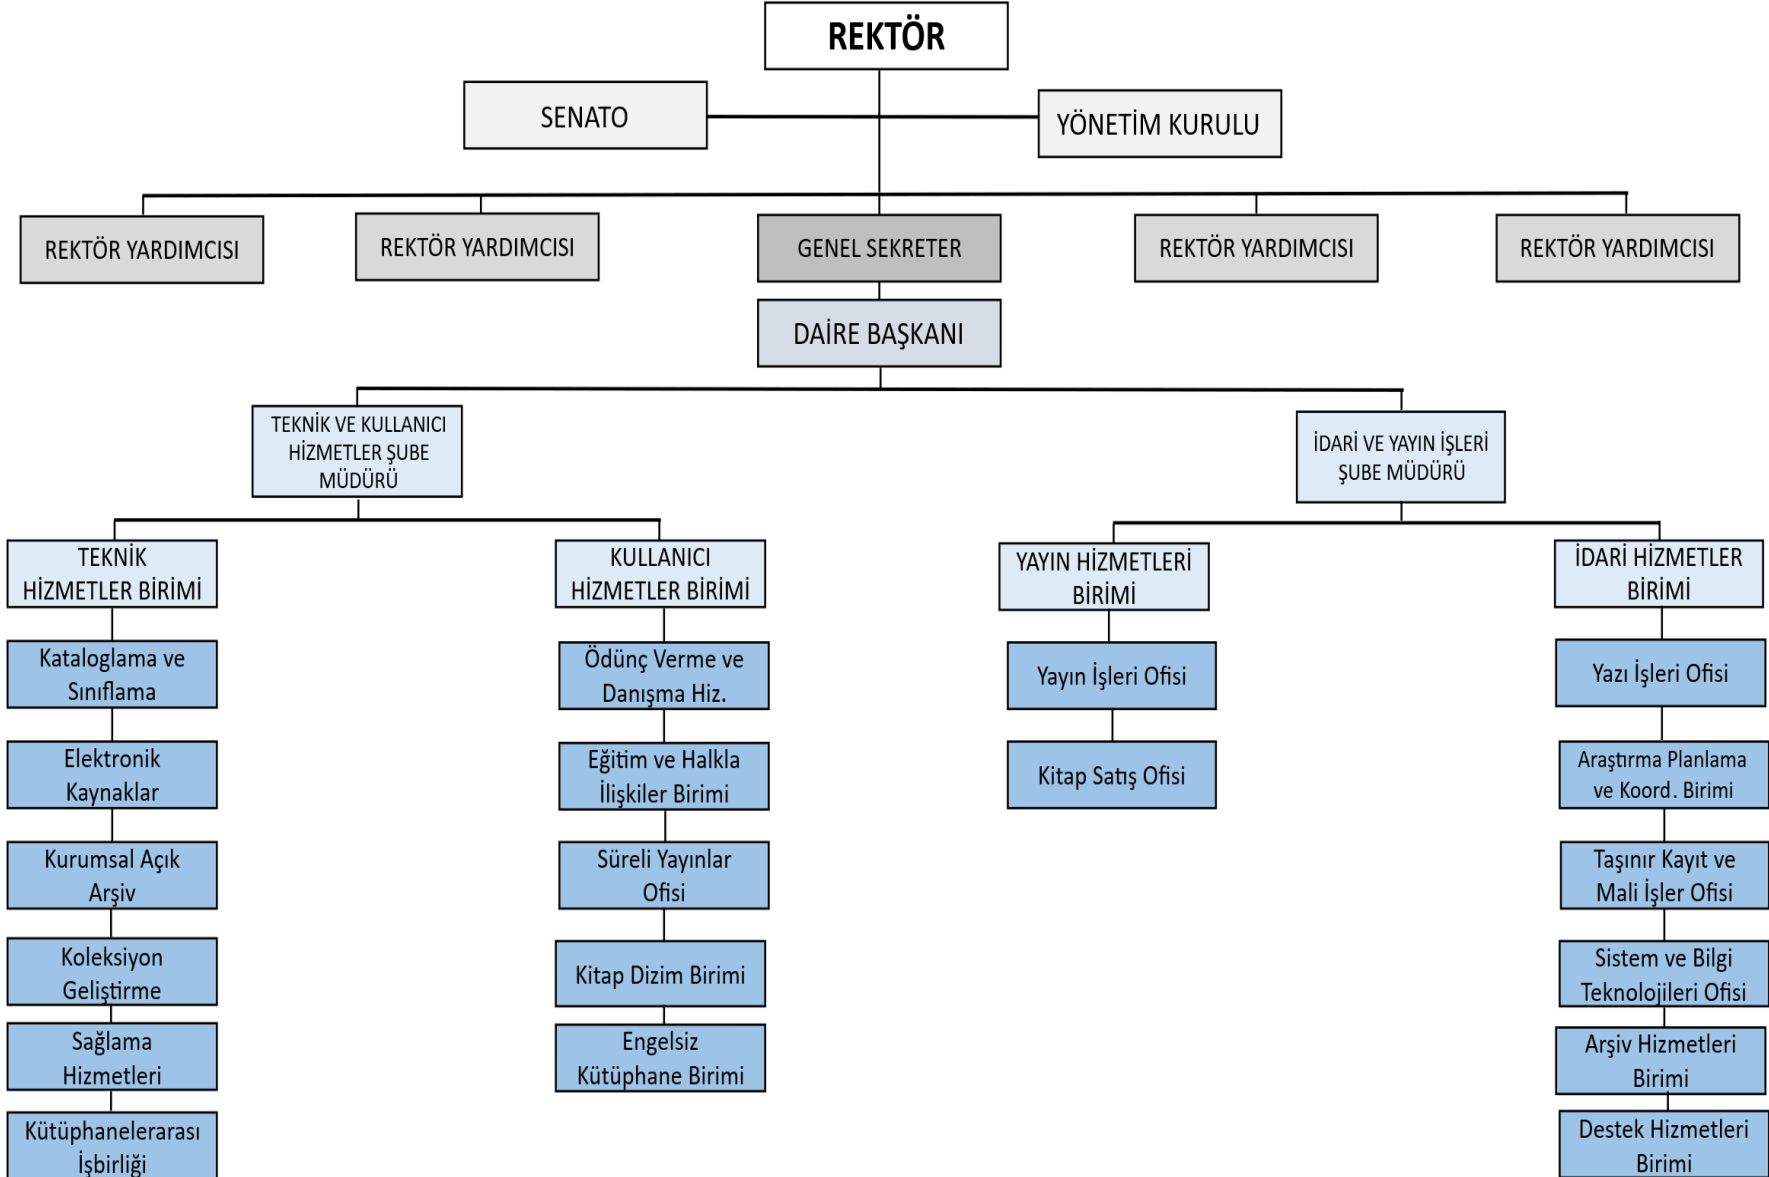 REKTÖR
SENATO
YÖNETİM KURULU
REKTÖR YARDIMCISI
REKTÖR YARDIMCISI
GENEL SEKRETER
REKTÖR YARDIMCISI
REKTÖR YARDIMCISI
DAİRE BAŞKANI
TEKNİK VE KULLANICI
HİZMETLER ŞUBE
MÜDÜRÜ
İDARİ VE YAYIN İŞLERİ
ŞUBE MÜDÜRÜ
TEKNİK
HİZMETLER BİRİMİ
KULLANICI
HİZMETLER BİRİMİ
YAYIN HİZMETLERİ
BİRİMİ
İDARİ HİZMETLER
BİRİMİ
Kataloglama ve
Sınıflama
Elektronik
Kaynaklar
Kurumsal Açık
Arşiv
Koleksiyon
Geliştirme
Sağlama
Hizmetleri
Kütüphanelerarası
İşbirliği
Ödünç Verme ve
Danışma Hiz.
Eğitim ve Halkla
İlişkiler Birimi
Süreli Yayınlar
Ofisi
Kitap Dizim Birimi
Engelsiz
Kütüphane Birimi
Yayın İşleri Ofisi
Kitap Satış Ofisi
Yazı İşleri Ofisi
Araştırma Planlama
ve Koord. Birimi
Taşınır Kayıt ve
Mali İşler Ofisi
Sistem ve Bilgi
Teknolojileri Ofisi
Arşiv Hizmetleri
Birimi
Destek Hizmetleri
Birimi